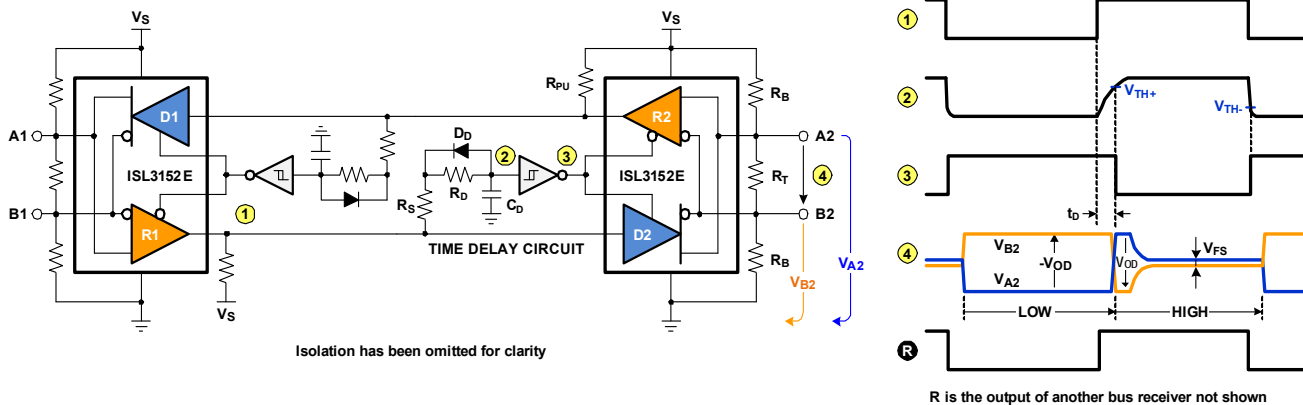 VS
VS
1
RPU
RB
2
VTH+
VTH-
D1
R2
A1
A2
DD
2
3
3
ISL3152E
ISL3152E
RT
4
RD
CD
tD
B1
B2
1
RS
VB2
-VOD
VOD
VFS
4
R1
D2
VA2
TIME DELAY CIRCUIT
RB
VB2
VA2
LOW
HIGH
VS
R
Isolation has been omitted for clarity
R is the output of another bus receiver not shown